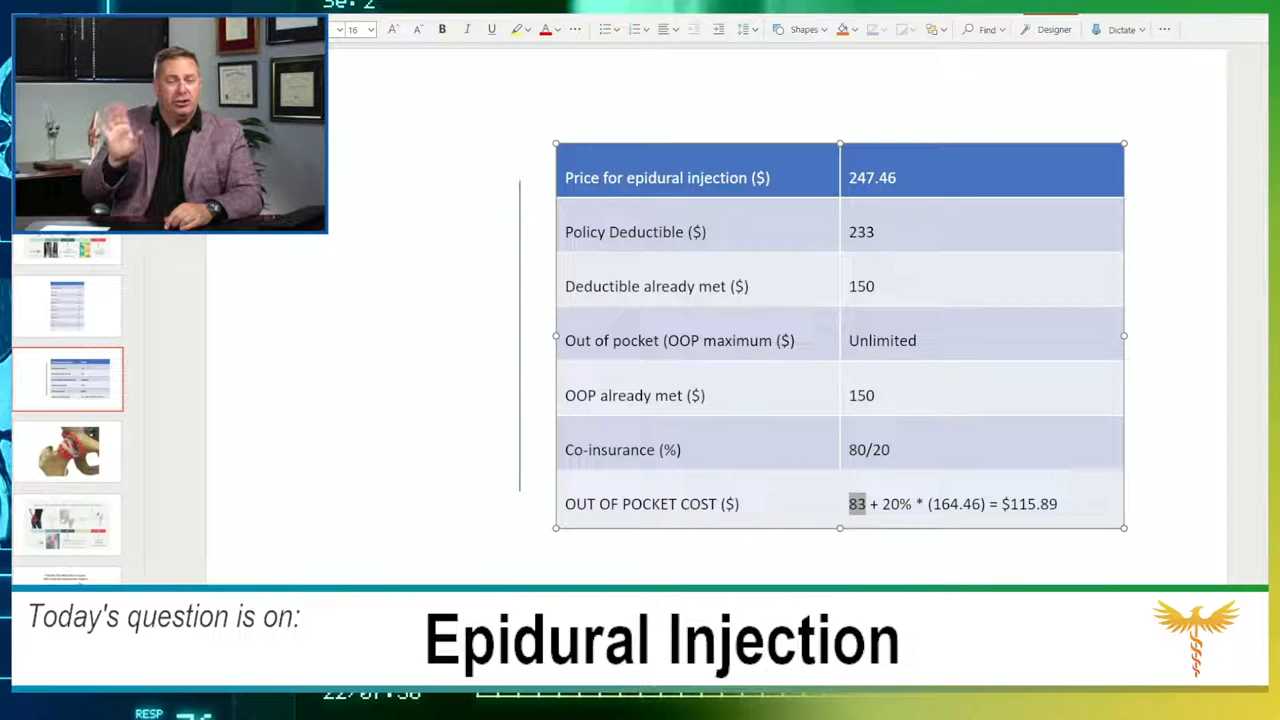 16
B I U
Shapes
Find
Designer
Dictate
Price for epidural injection ($) 247.46
Policy Deductible ($) 233
Deductible already met ($) 150
Out of pocket (OOP maximum ($) Unlimited
OOP already met ($) 150
Co-insurance (%) 80/20
OUT OF POCKET COST ($) 83 + 20% * (164.46) = $115.89
Today's question is on:
Epidural Injection
RESP